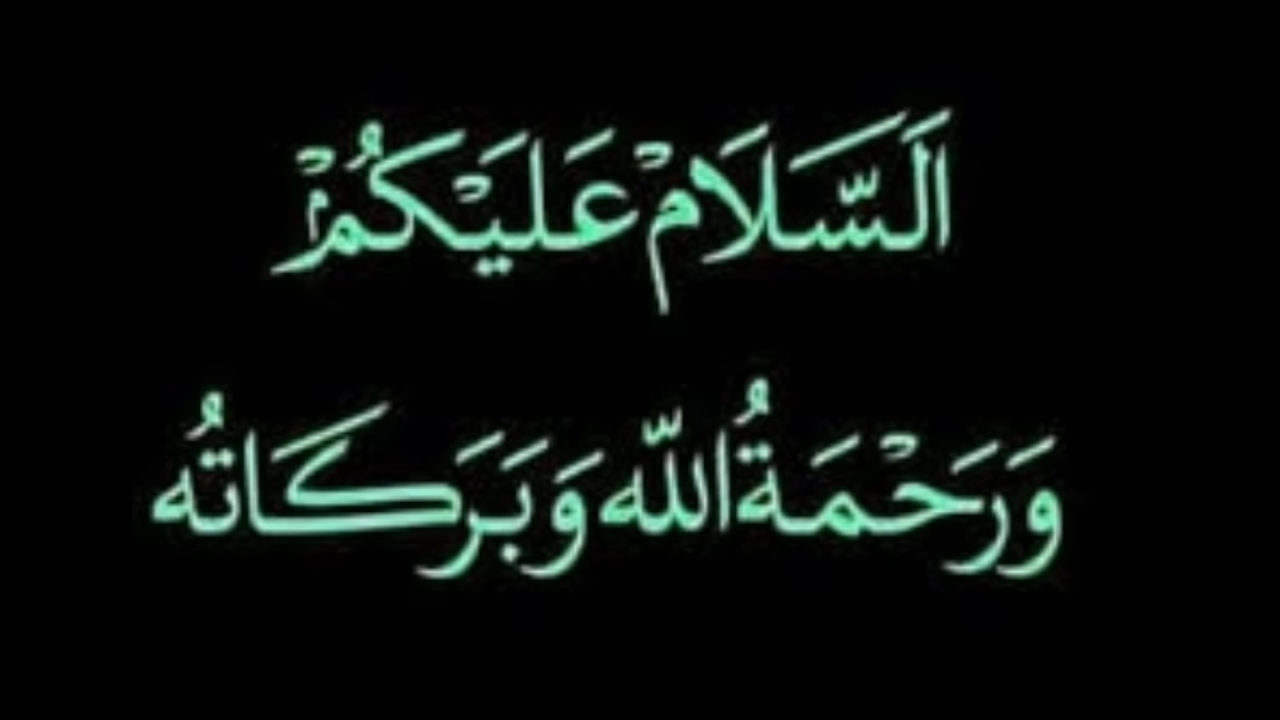 اَلسَّلَامْ عَلَيْكُمْ
وَرَحْمَةُ اللّه وَبَرَكَاتُه